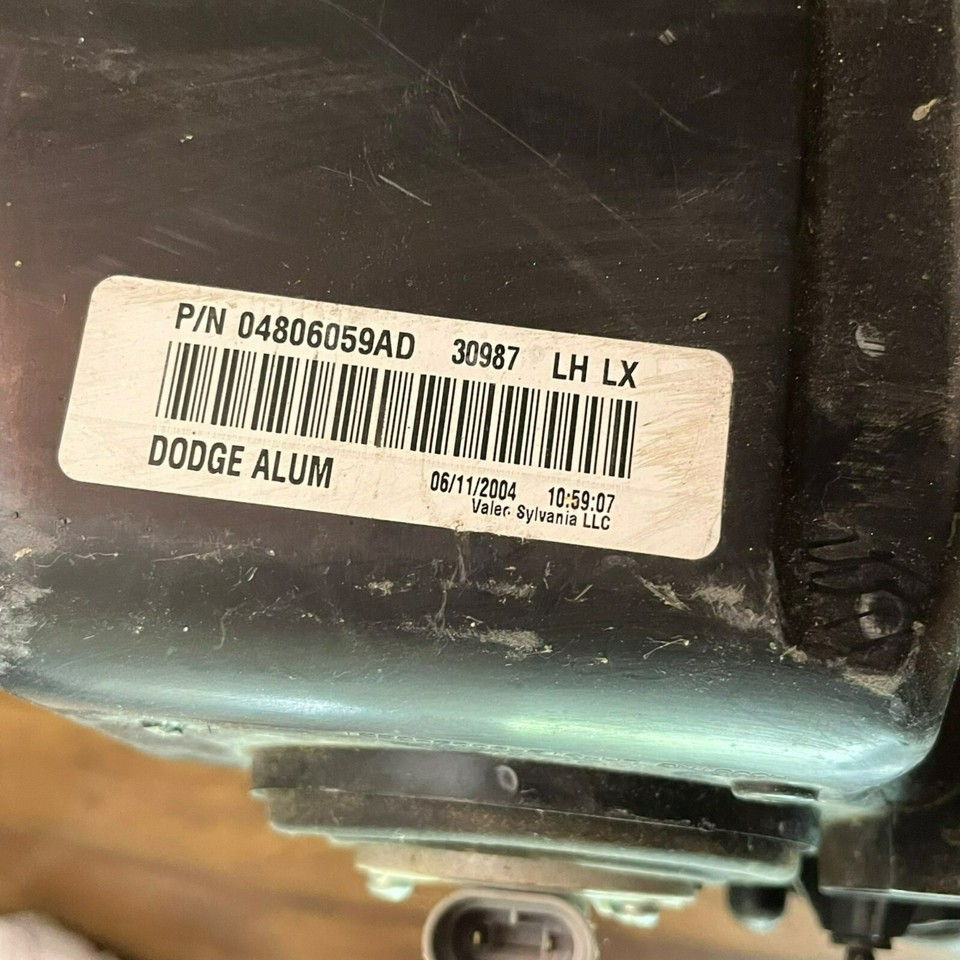 P/N 04806059AD 30987 LH LX
DODGE ALUM
06/11/2004 10:59:07
Valeo Sylvania LLC